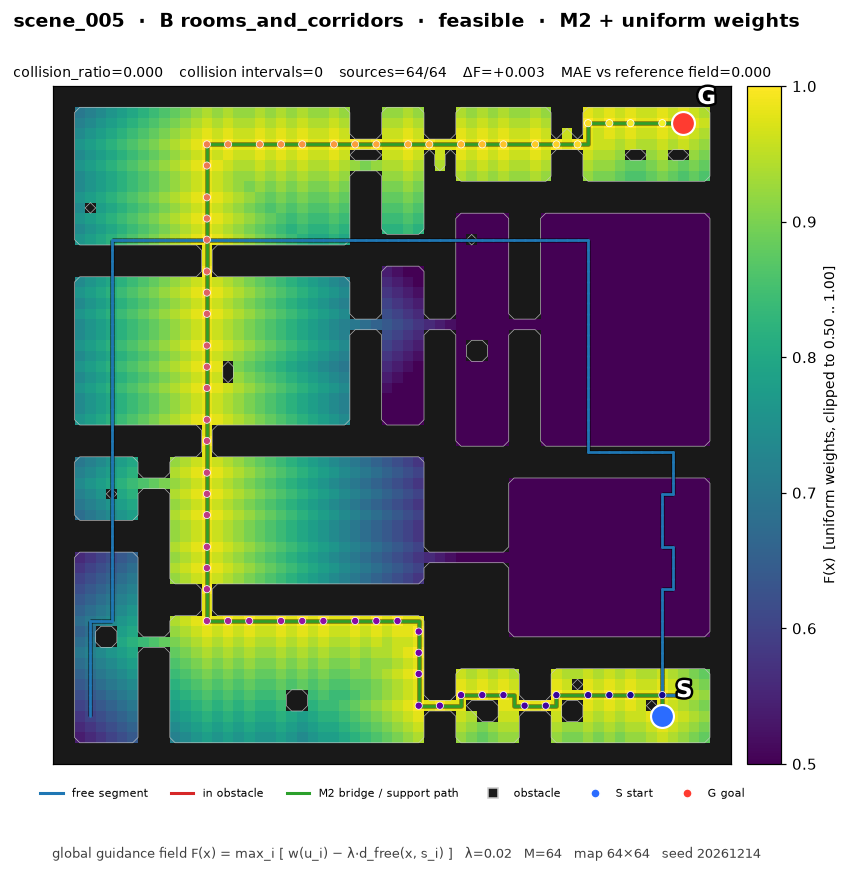 scene_005 · B rooms_and_corridors · feasible · M2 + uniform weights
collision_ratio=0.000 collision intervals=0 sources=64/64 ΔF=+0.003 MAE vs reference field=0.000
G
S
1.0
0.9
0.8
0.7
0.6
0.5
F(x) [uniform weights, clipped to 0.50 .. 1.00]
free segment in obstacle M2 bridge / support path obstacle S start G goal
global guidance field F(x) = max_i [ w(u_i) − λ·d_free(x, s_i) ] λ=0.02 M=64 map 64×64 seed 20261214